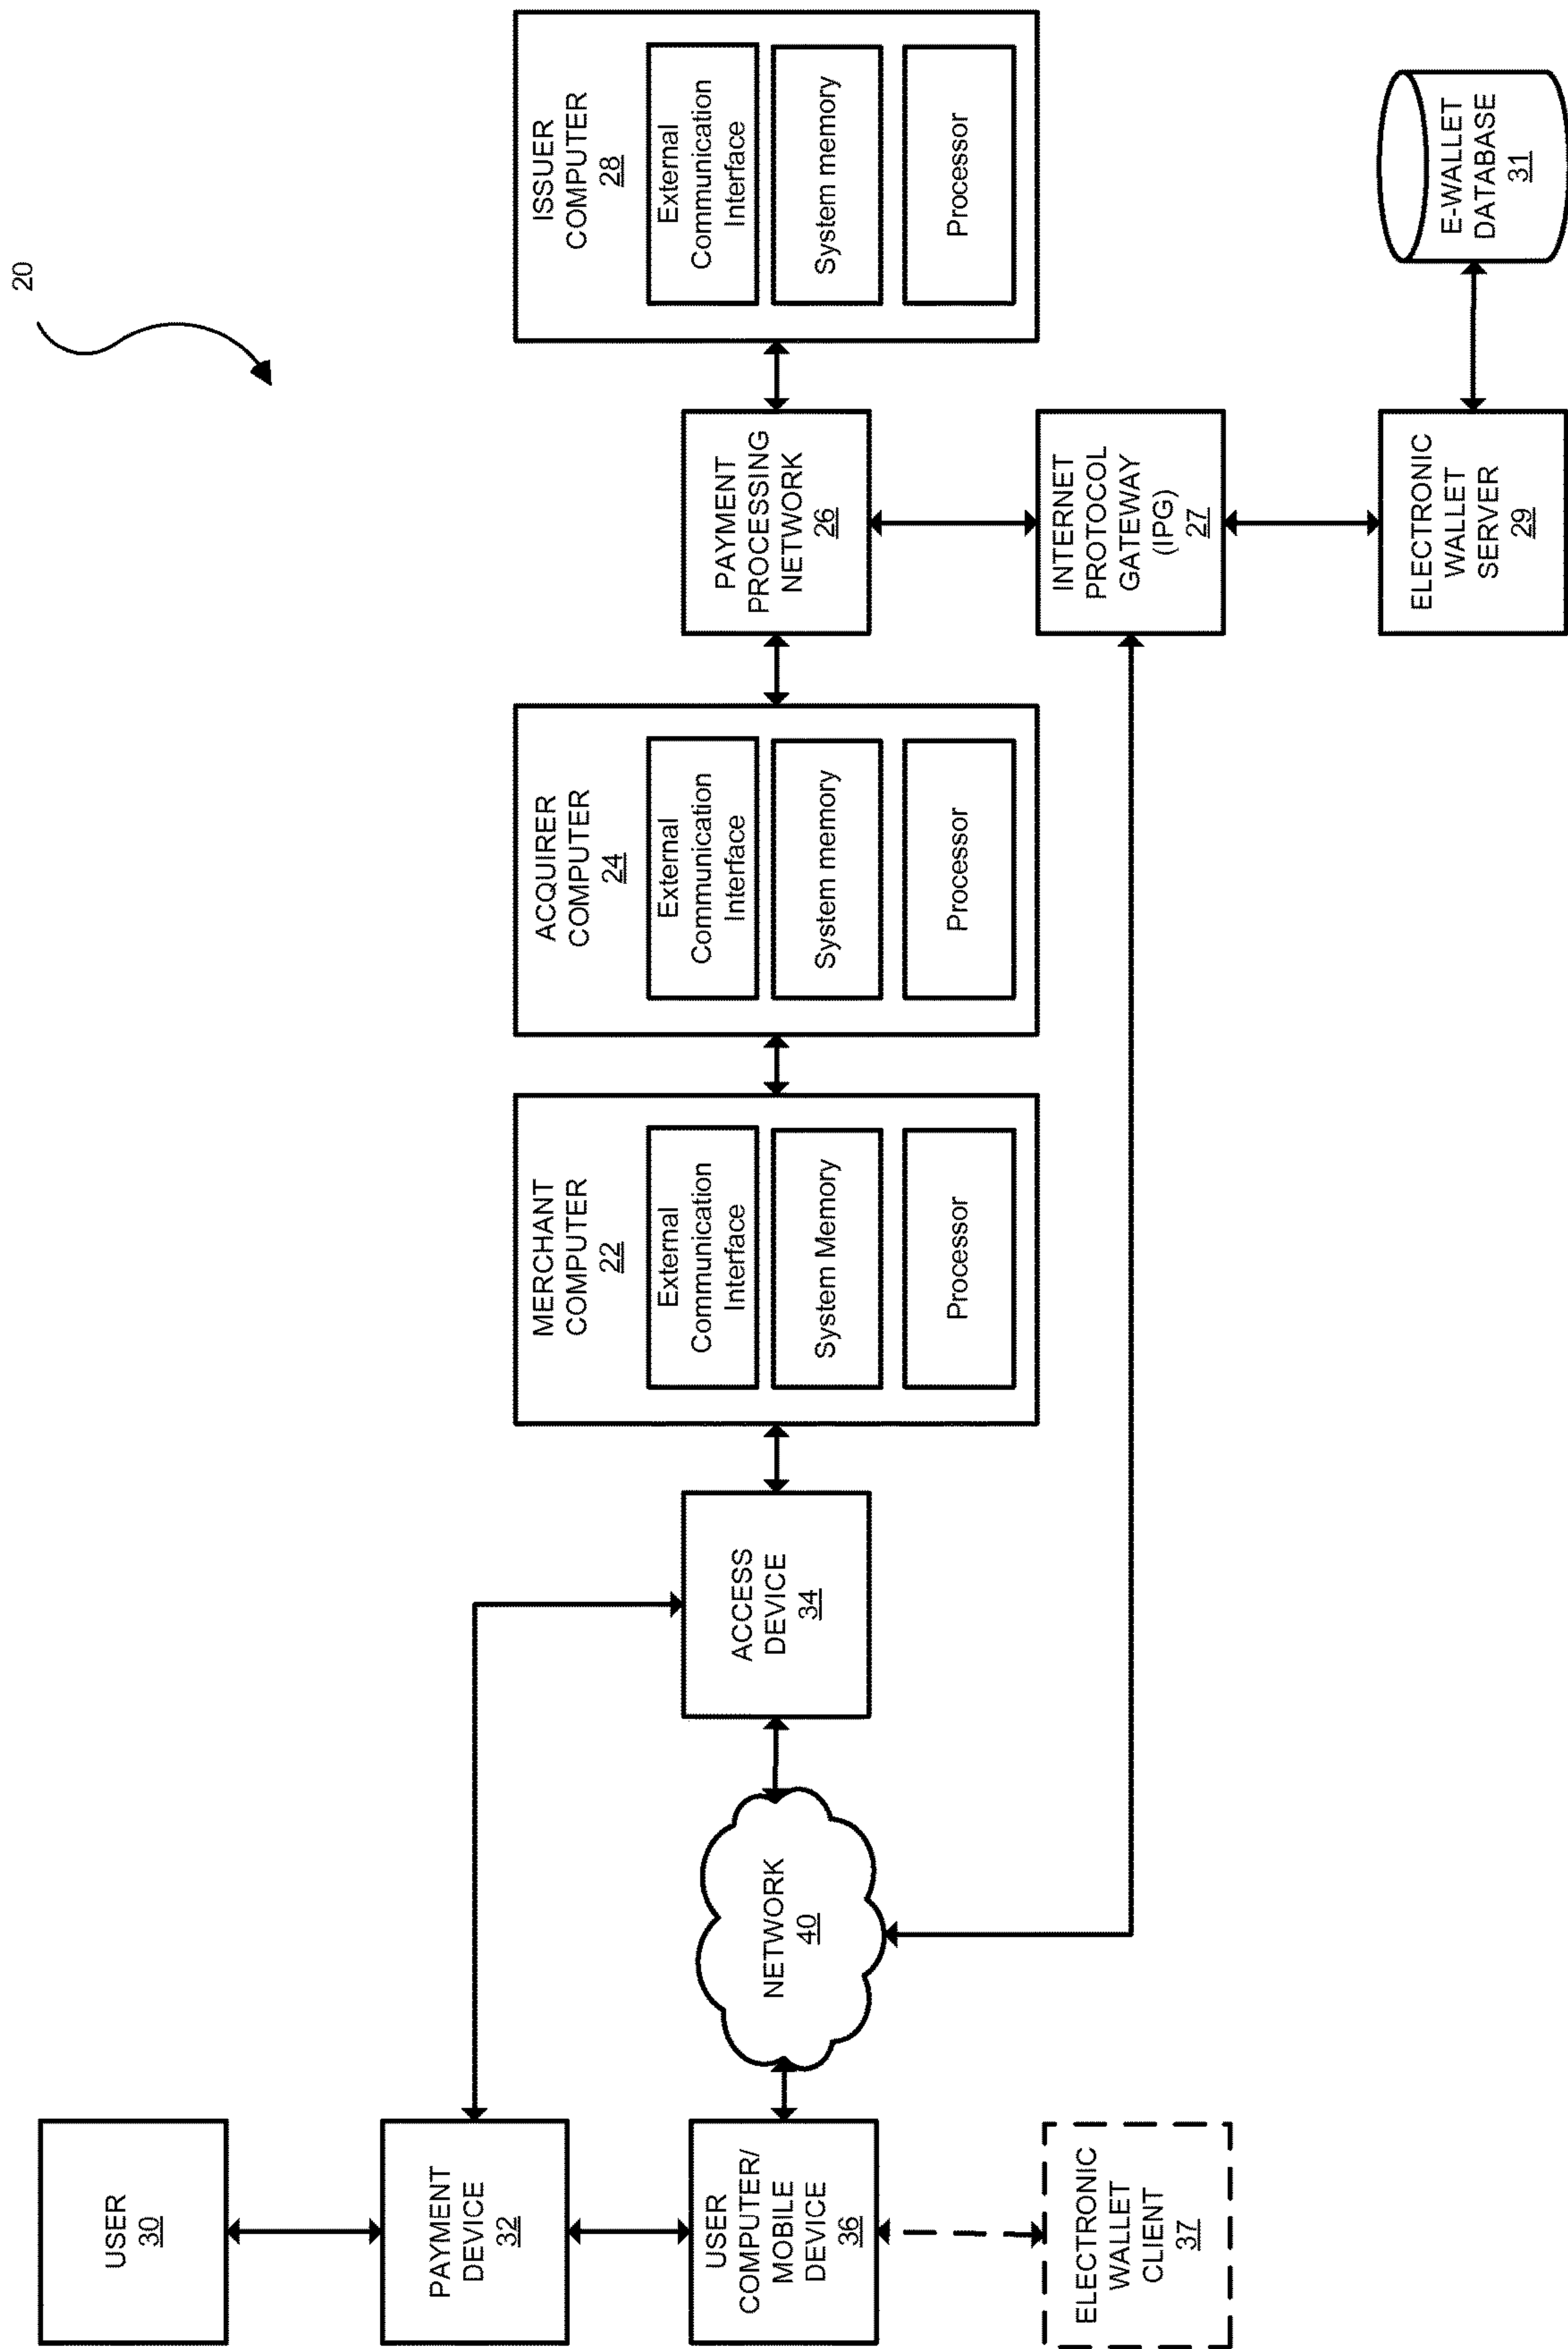 20
USER
30
PAYMENT
DEVICE
32
USER
COMPUTER/
MOBILE
DEVICE
36
ELECTRONIC
WALLET
CLIENT
37
NETWORK
40
ACCESS
DEVICE
34
MERCHANT
COMPUTER
22
External
Communication
Interface
System Memory
Processor
ACQUIRER
COMPUTER
24
External
Communication
Interface
System memory
Processor
PAYMENT
PROCESSING
NETWORK
26
INTERNET
PROTOCOL
GATEWAY
(IPG)
27
ELECTRONIC
WALLET
SERVER
29
ISSUER
COMPUTER
28
External
Communication
Interface
System memory
Processor
E-WALLET
DATABASE
31